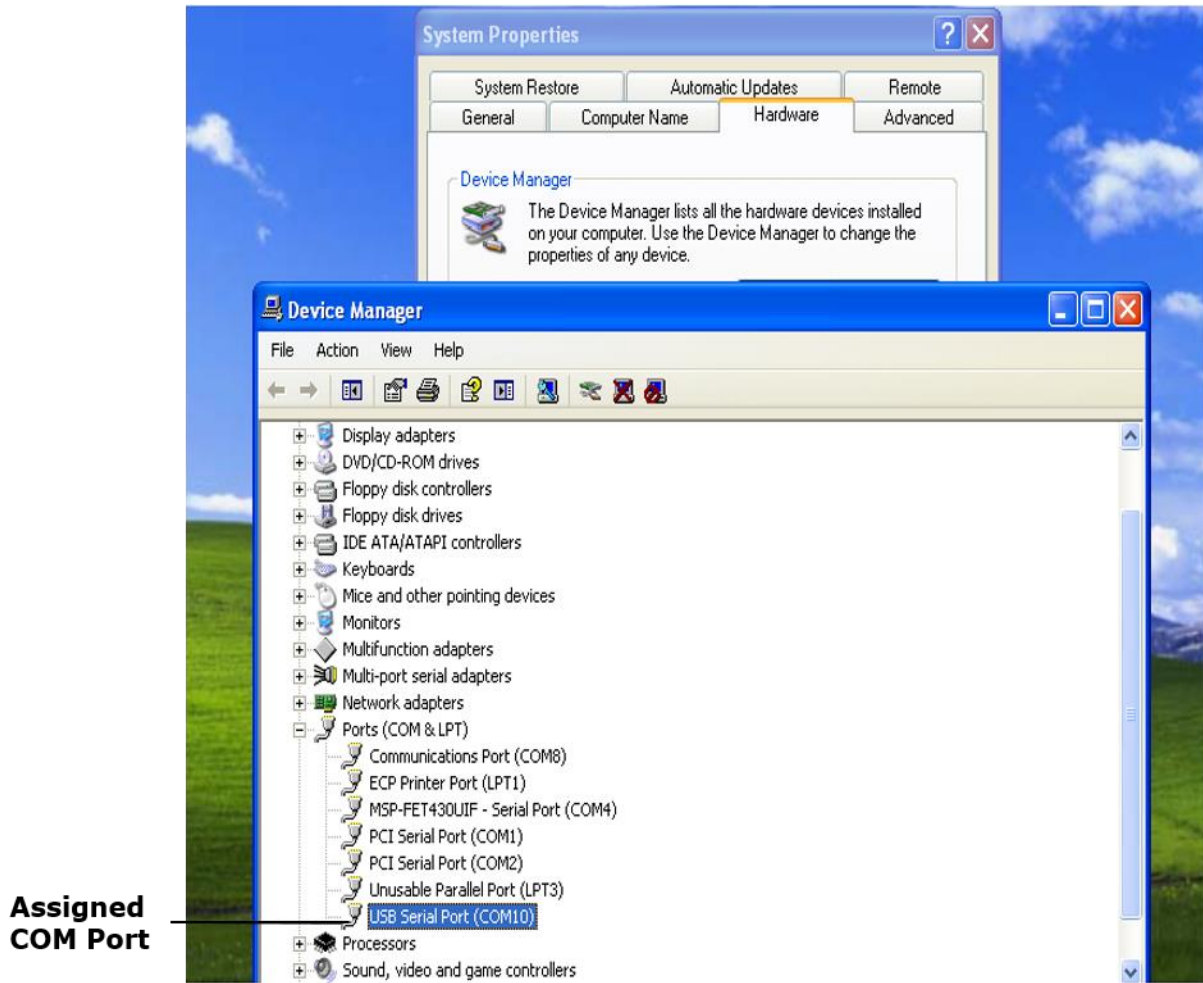 System Properties
System Restore Automatic Updates Remote
General Computer Name Hardware Advanced
Device Manager
The Device Manager lists all the hardware devices installed
on your computer. Use the Device Manager to change the
properties of any device.
Device Manager
File Action View Help
Display adapters
DVD/CD-ROM drives
Floppy disk controllers
Floppy disk drives
IDE ATA/ATAPI controllers
Keyboards
Mice and other pointing devices
Monitors
Multifunction adapters
Multi-port serial adapters
Network adapters
Ports (COM & LPT)
Communications Port (COM8)
ECP Printer Port (LPT1)
MSP-FET430UIF - Serial Port (COM4)
PCI Serial Port (COM1)
PCI Serial Port (COM2)
Unusable Parallel Port (LPT3)
USB Serial Port (COM10)
Processors
Sound, video and game controllers
Assigned
COM Port